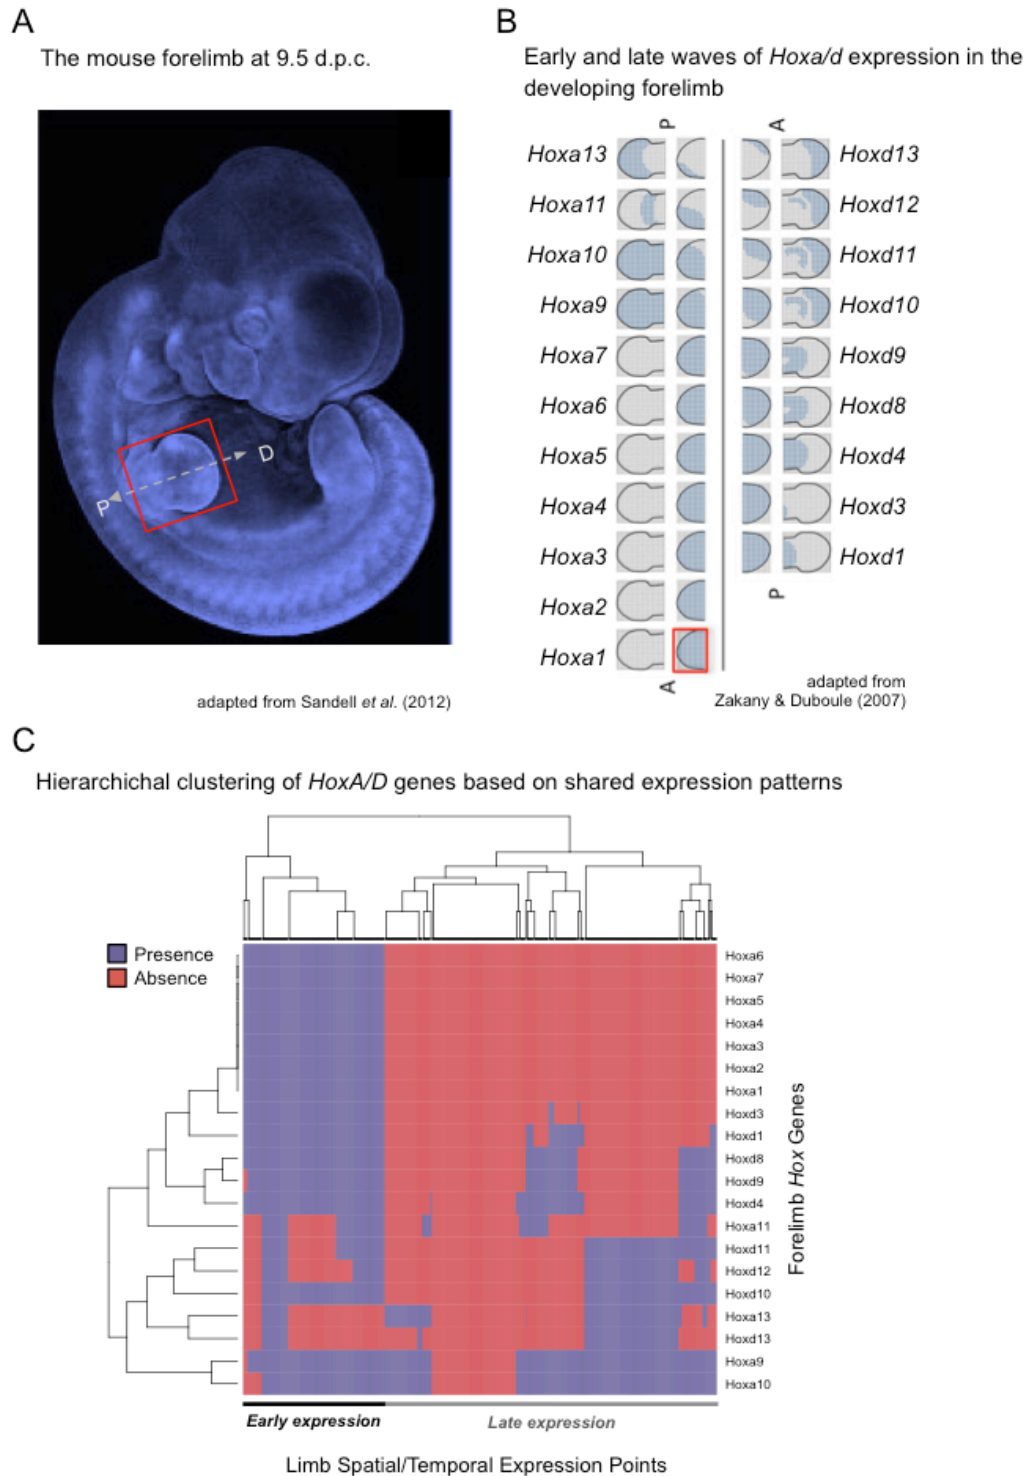 A
The mouse forelimb at 9.5 d.p.c.
P
D
adapted from Sandell et al. (2012)
B
Early and late waves of Hoxa/d expression in the
developing forelimb
P
A
Hoxa13
Hoxd13
Hoxa11
Hoxd12
Hoxa10
Hoxd11
Hoxa9
Hoxd10
Hoxa7
Hoxd9
Hoxa6
Hoxd8
Hoxa5
Hoxd4
Hoxa4
Hoxd3
Hoxa3
Hoxd1
Hoxa2
P
Hoxa1
A
adapted from
Zakany & Duboule (2007)
C
Hierarchichal clustering of HoxA/D genes based on shared expression patterns
Presence
Absence
Hoxa6
Hoxa7
Hoxa5
Hoxa4
Hoxa3
Hoxa2
Hoxa1
Hoxd3
Hoxd1
Hoxd8
Hoxd9
Hoxd4
Hoxa11
Hoxd11
Hoxd12
Hoxd10
Hoxa13
Hoxd13
Hoxa9
Hoxa10
Forelimb Hox Genes
Early expression
Late expression
Limb Spatial/Temporal Expression Points